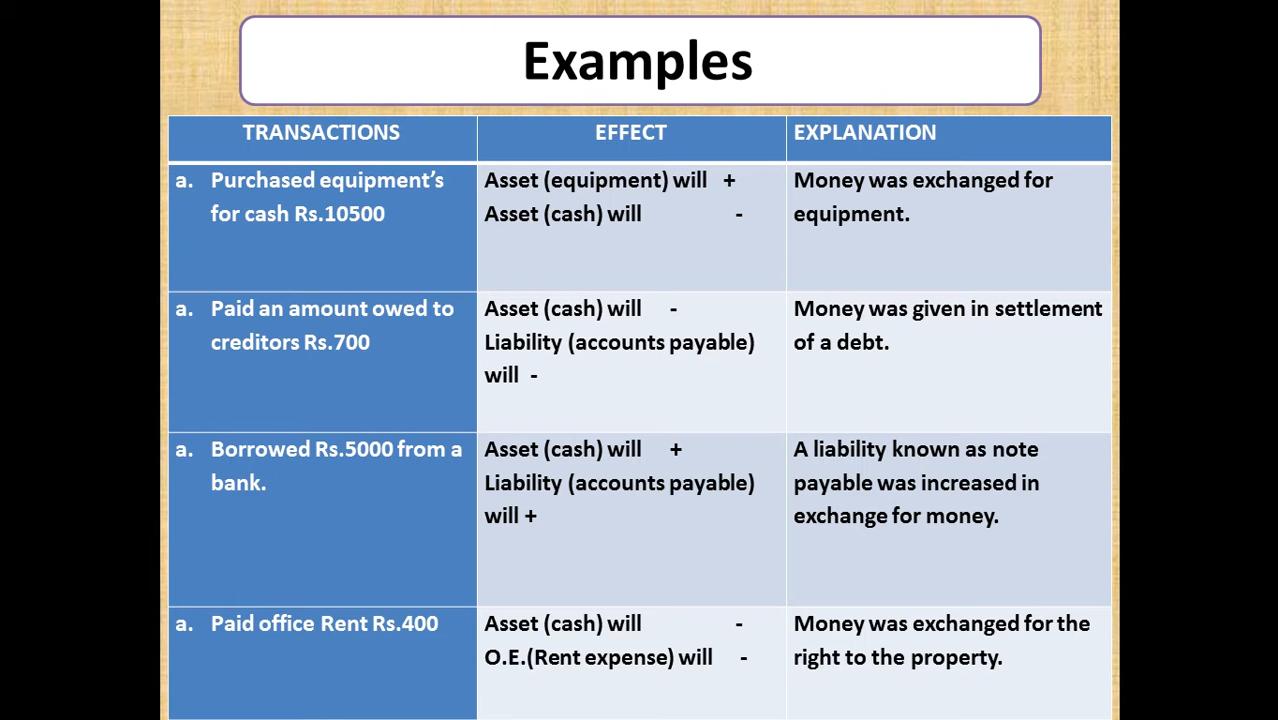 Examples
TRANSACTIONS
EFFECT
EXPLANATION
a. Purchased equipment’s
for cash Rs.10500
Asset (equipment) will +
Asset (cash) will -
Money was exchanged for
equipment.
a. Paid an amount owed to
creditors Rs.700
Asset (cash) will -
Liability (accounts payable)
will -
Money was given in settlement
of a debt.
a. Borrowed Rs.5000 from a
bank.
Asset (cash) will +
Liability (accounts payable)
will +
A liability known as note
payable was increased in
exchange for money.
a. Paid office Rent Rs.400
Asset (cash) will -
O.E.(Rent expense) will -
Money was exchanged for the
right to the property.